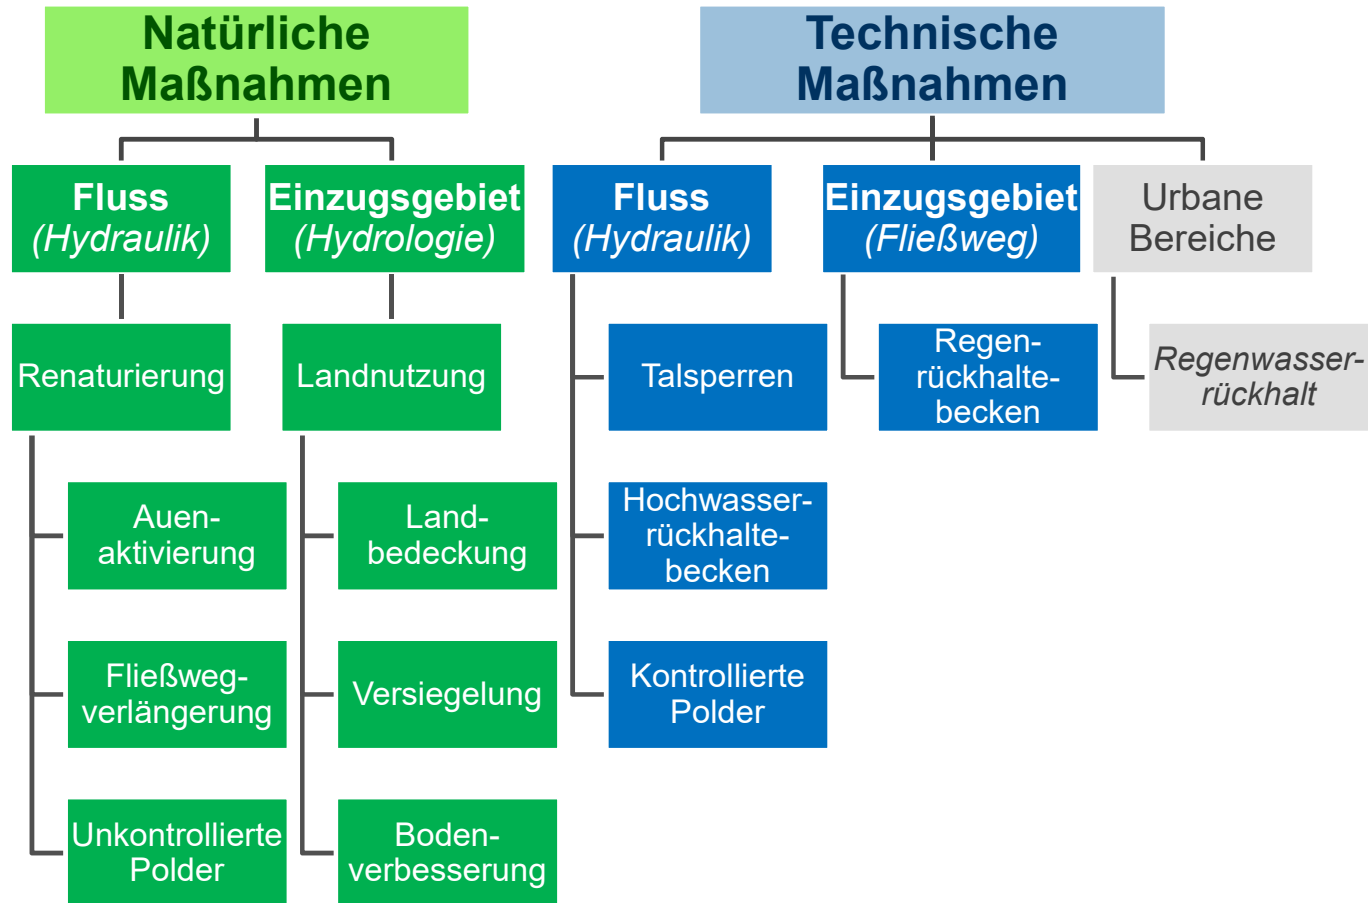 Natürliche
Maßnahmen
Technische
Maßnahmen
Fluss
(Hydraulik)
Einzugsgebiet
(Hydrologie)
Fluss
(Hydraulik)
Einzugsgebiet
(Fließweg)
Urbane
Bereiche
Renaturierung
Landnutzung
Talsperren
Regen-
rückhalte-
becken
Regenwasser-
rückhalt
Auen-
aktivierung
Land-
bedeckung
Hochwasser-
rückhalte-
becken
Fließweg-
verlängerung
Versiegelung
Kontrollierte
Polder
Unkontrollierte
Polder
Boden-
verbesserung